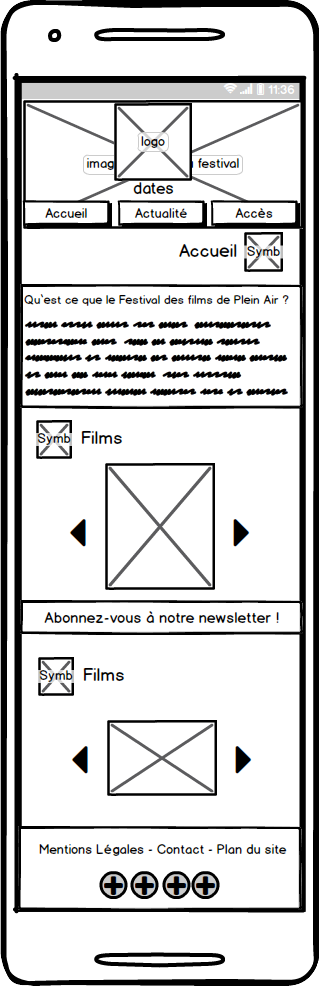 11:36
logo
imag
festival
dates
Accueil
Actualité
Accès
Accueil
Symb
Qu'est ce que le Festival des films de Plein Air ?
Symb
Films
Abonnez-vous à notre newsletter !
Symb
Films
Mentions Légales - Contact - Plan du site